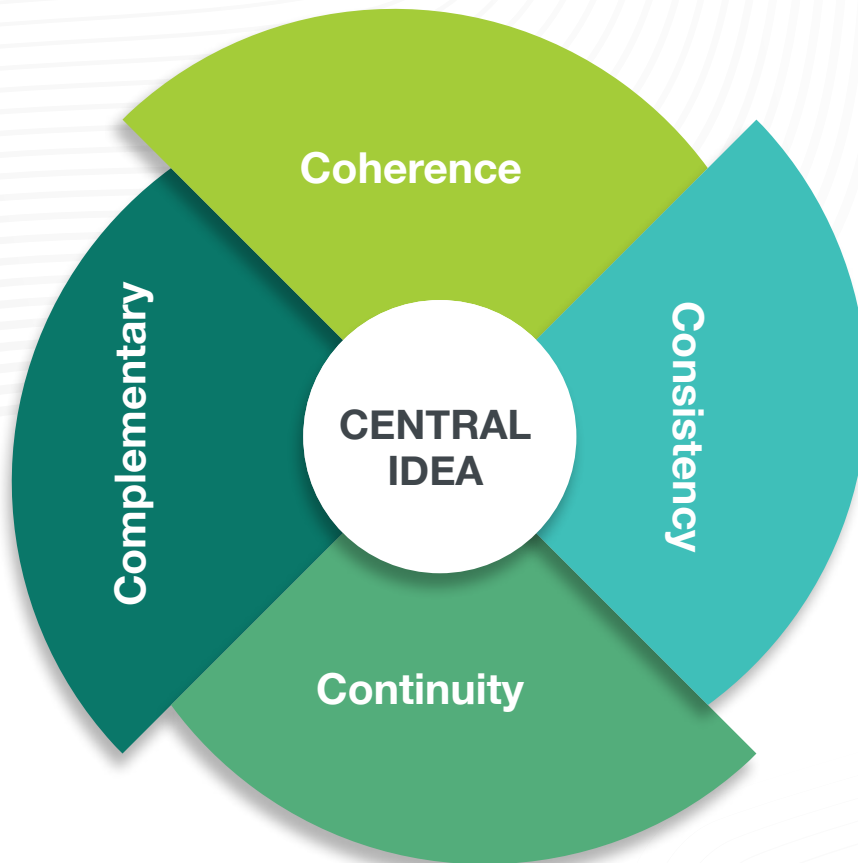 Coherence
Complementary
CENTRAL
IDEA
Consistency
Continuity